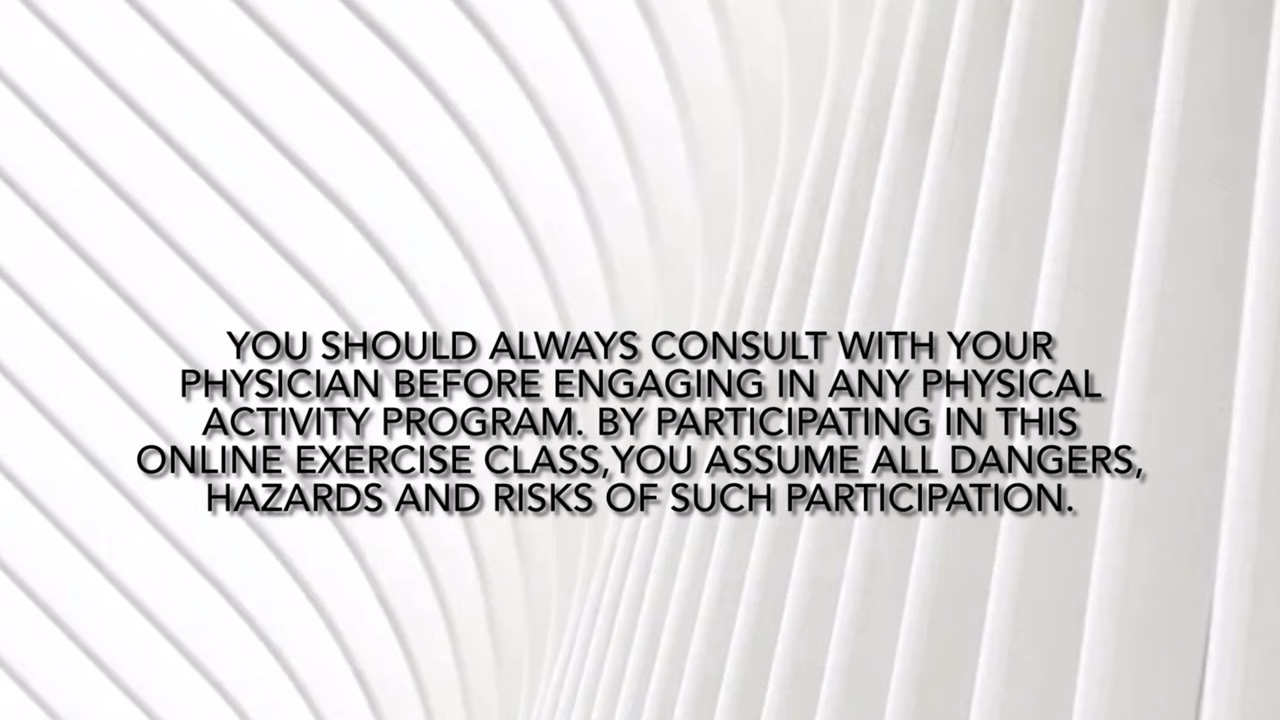 YOU SHOULD ALWAYS CONSULT WITH YOUR
PHYSICIAN BEFORE ENGAGING IN ANY PHYSICAL
ACTIVITY PROGRAM. BY PARTICIPATING IN THIS
ONLINE EXERCISE CLASS,YOU ASSUME ALL DANGERS,
HAZARDS AND RISKS OF SUCH PARTICIPATION.